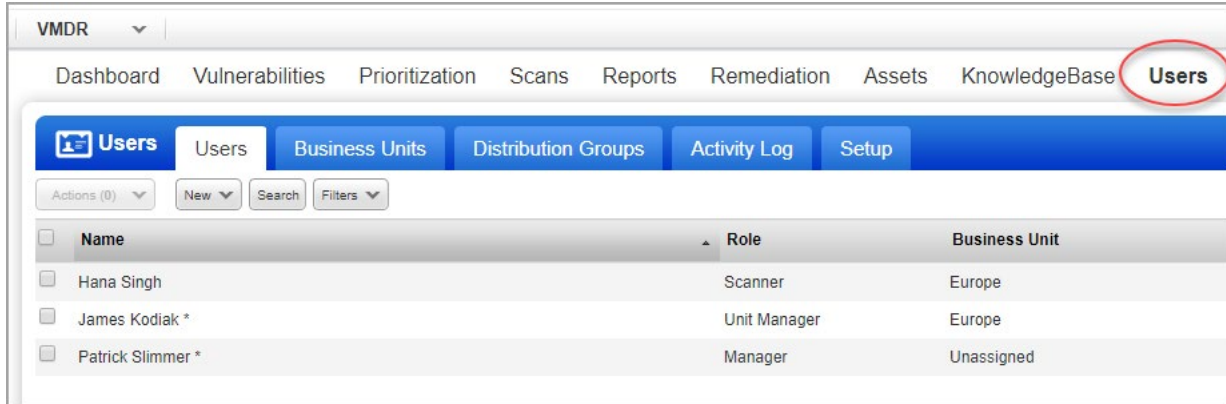 VMDR
Dashboard Vulnerabilities Prioritization Scans Reports Remediation Assets KnowledgeBase Users
Users Users Business Units Distribution Groups Activity Log Setup
Actions (0) New Search Filters
Name Role Business Unit
Hana Singh Scanner Europe
James Kodiak * Unit Manager Europe
Patrick Slimmer * Manager Unassigned